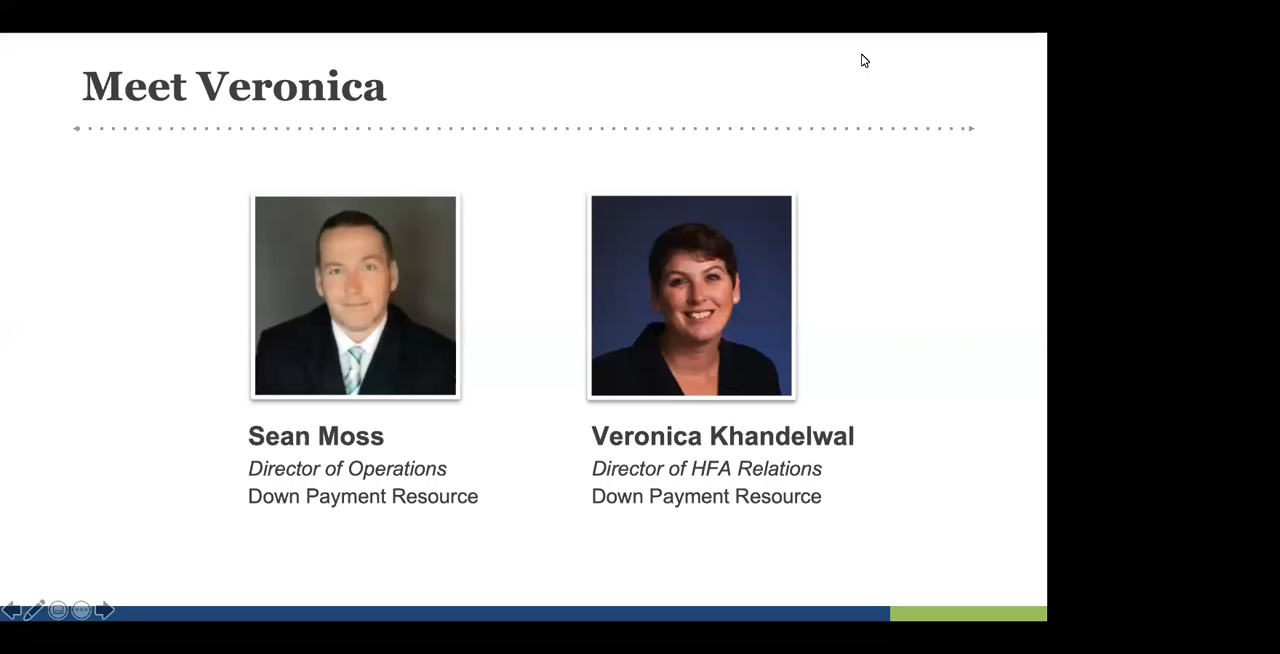 Meet Veronica
Sean Moss
Director of Operations
Down Payment Resource
Veronica Khandelwal
Director of HFA Relations
Down Payment Resource